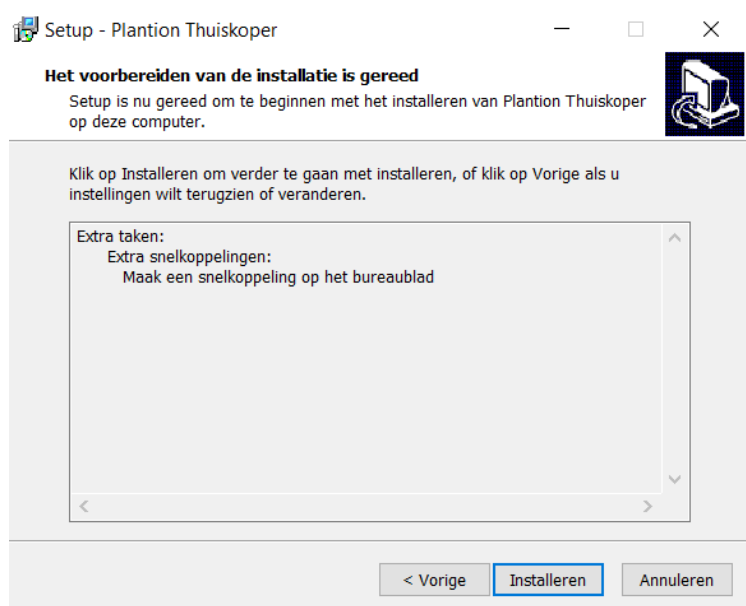 Setup - Plantion Thuiskoper
Het voorbereiden van de installatie is gereed
Setup is nu gereed om te beginnen met het installeren van Plantion Thuiskoper
op deze computer.
Klik op Installeren om verder te gaan met installeren, of klik op Vorige als u
instellingen wilt terugzien of veranderen.
Extra taken:
Extra snelkoppelingen:
Maak een snelkoppeling op het bureaublad
< Vorige
Installeren
Annuleren